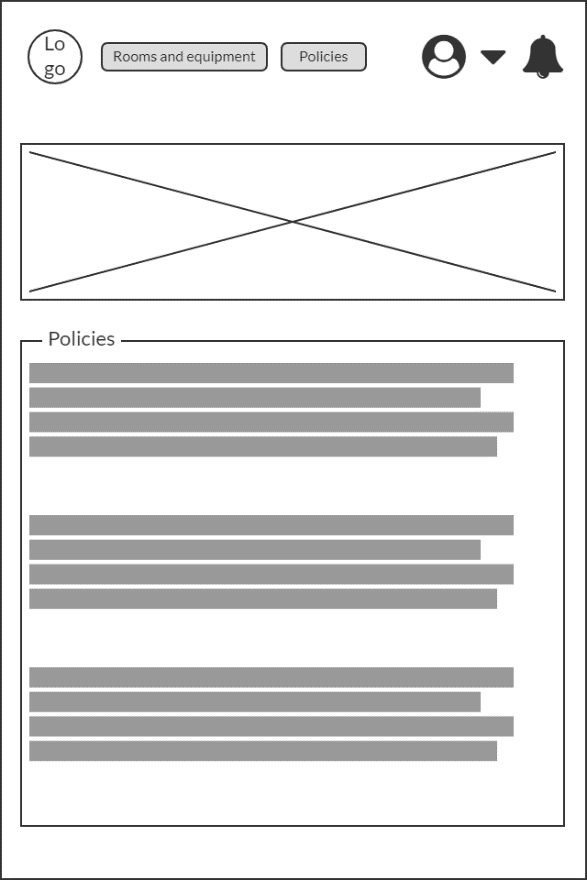 Lo
go
Rooms and equipment
Policies
Policies